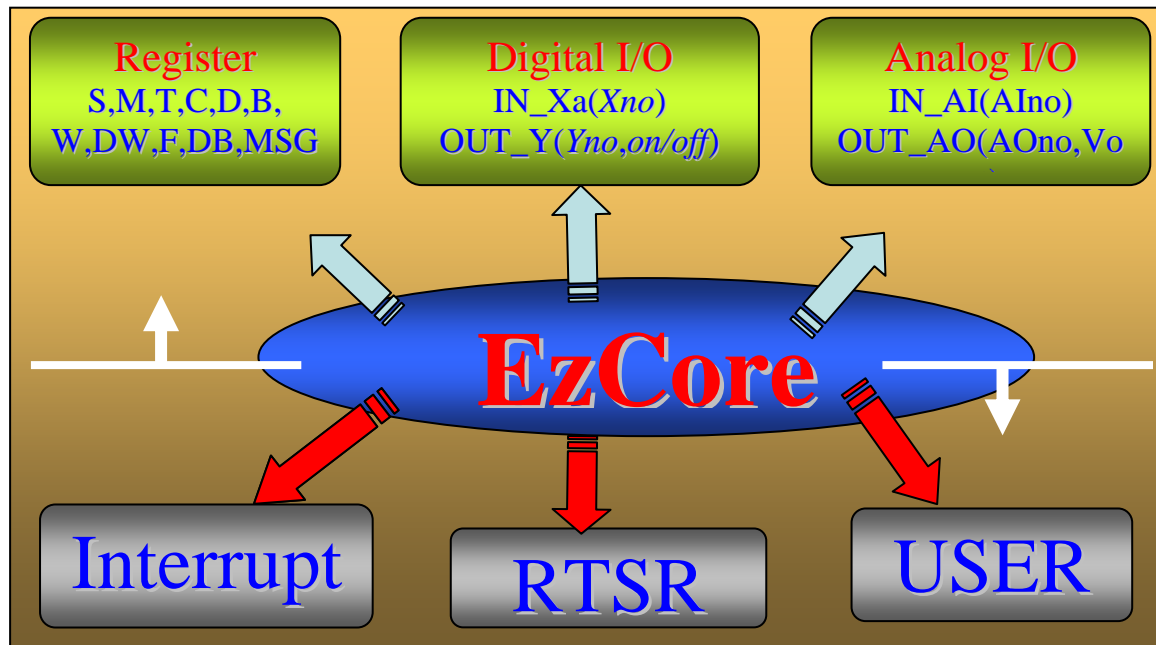 Register
S,M,T,C,D,B,
W,DW,F,DB,MSG
Digital I/O
IN_Xa(Xno)
OUT_Y(Yno,on/off)
Analog I/O
IN_AI(AIno)
OUT_AO(AOno,Vo
EzCore
Interrupt
RTSR
USER